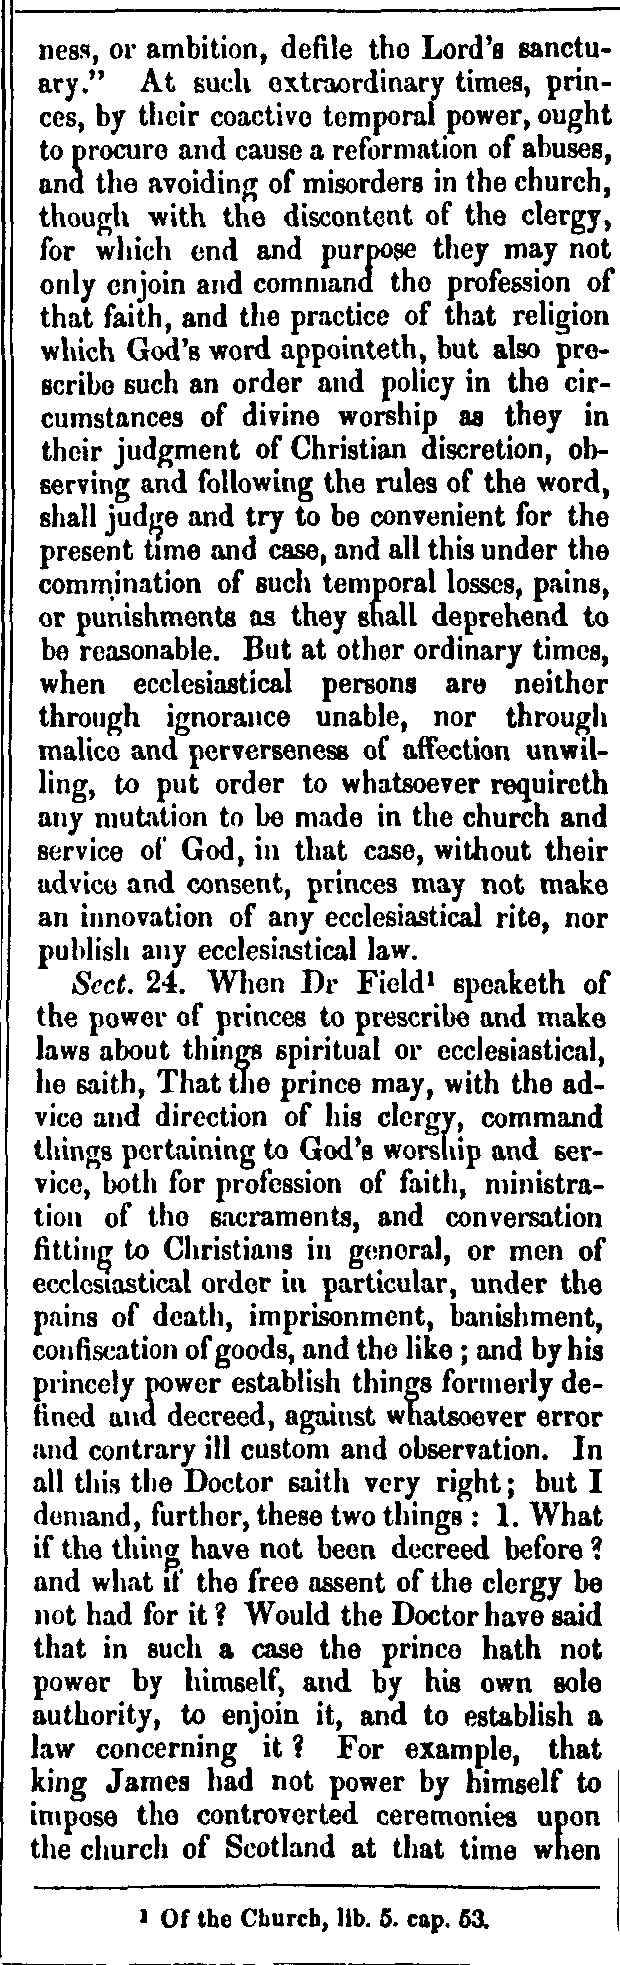 ness, or ambition, defile the Lord's sanctu-
ary." At such extraordinary times, prin-
ces, by their coactive temporal power, ought
to procure and cause a reformation of abuses,
and the avoiding of misorders in the church,
though with the discontent of the clergy,
for which end and purpose they may not
only enjoin and command the profession of
that faith, and the practice of that religion
which God's word appointeth, but also pre-
scribe such an order and policy in the cir-
cumstances of divine worship as they in
their judgment of Christian discretion, ob-
serving and following the rules of the word,
shall judge and try to be convenient for the
present time and case, and all this under the
commination of such temporal losses, pains,
or punishments as they shall deprehend to
be reasonable. But at other ordinary times,
when ecclesiastical persons are neither
through ignorance unable, nor through
malice and perverseness of affection unwil-
ling, to put order to whatsoever requireth
any mutation to be made in the church and
service of God, in that case, without their
advice and consent, princes may not make
an innovation of any ecclesiastical rite, nor
publish any ecclesiastical law.
Sect. 24. When Dr Field¹ speaketh of
the power of princes to prescribe and make
laws about things spiritual or ecclesiastical,
he saith, That the prince may, with the ad-
vice and direction of his clergy, command
things pertaining to God's worship and ser-
vice, both for profession of faith, ministra-
tion of the sacraments, and conversation
fitting to Christians in general, or men of
ecclesiastical order in particular, under the
pains of death, imprisonment, banishment,
confiscation of goods, and the like; and by his
princely power establish things formerly de-
fined and decreed, against whatsoever error
and contrary ill custom and observation. In
all this the Doctor saith very right; but I
demand, further, these two things: 1. What
if the thing have not been decreed before?
and what if the free assent of the clergy be
not had for it? Would the Doctor have said
that in such a case the prince hath not
power by himself, and by his own sole
authority, to enjoin it, and to establish a
law concerning it? For example, that
king James had not power by himself to
impose the controverted ceremonies upon
the church of Scotland at that time when
¹ Of the Church, lib. 5. cap. 53.